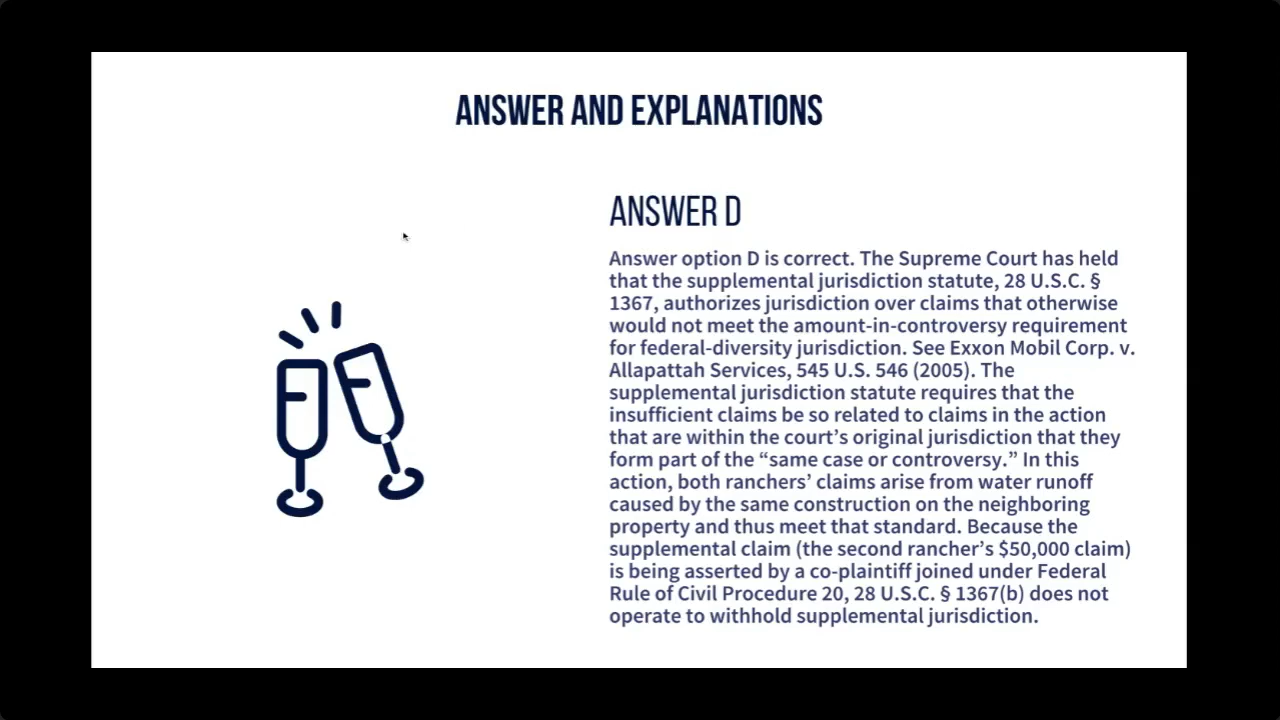 ANSWER AND EXPLANATIONS
ANSWER D
Answer option D is correct. The Supreme Court has held
that the supplemental jurisdiction statute, 28 U.S.C. §
1367, authorizes jurisdiction over claims that otherwise
would not meet the amount-in-controversy requirement
for federal-diversity jurisdiction. See Exxon Mobil Corp. v.
Allapattah Services, 545 U.S. 546 (2005). The
supplemental jurisdiction statute requires that the
insufficient claims be so related to claims in the action
that are within the court’s original jurisdiction that they
form part of the “same case or controversy.” In this
action, both ranchers’ claims arise from water runoff
caused by the same construction on the neighboring
property and thus meet that standard. Because the
supplemental claim (the second rancher’s $50,000 claim)
is being asserted by a co-plaintiff joined under Federal
Rule of Civil Procedure 20, 28 U.S.C. § 1367(b) does not
operate to withhold supplemental jurisdiction.